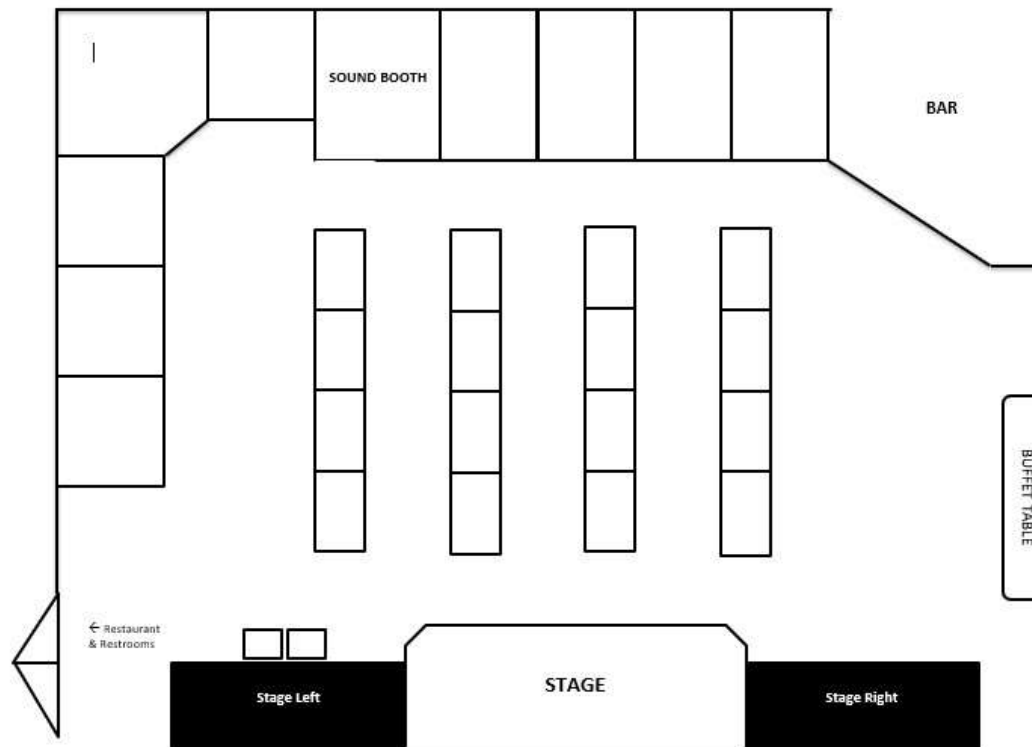 SOUND BOOTH
BAR
BUFFET TABLE
← Restaurant
& Restrooms
Stage Left
STAGE
Stage Right